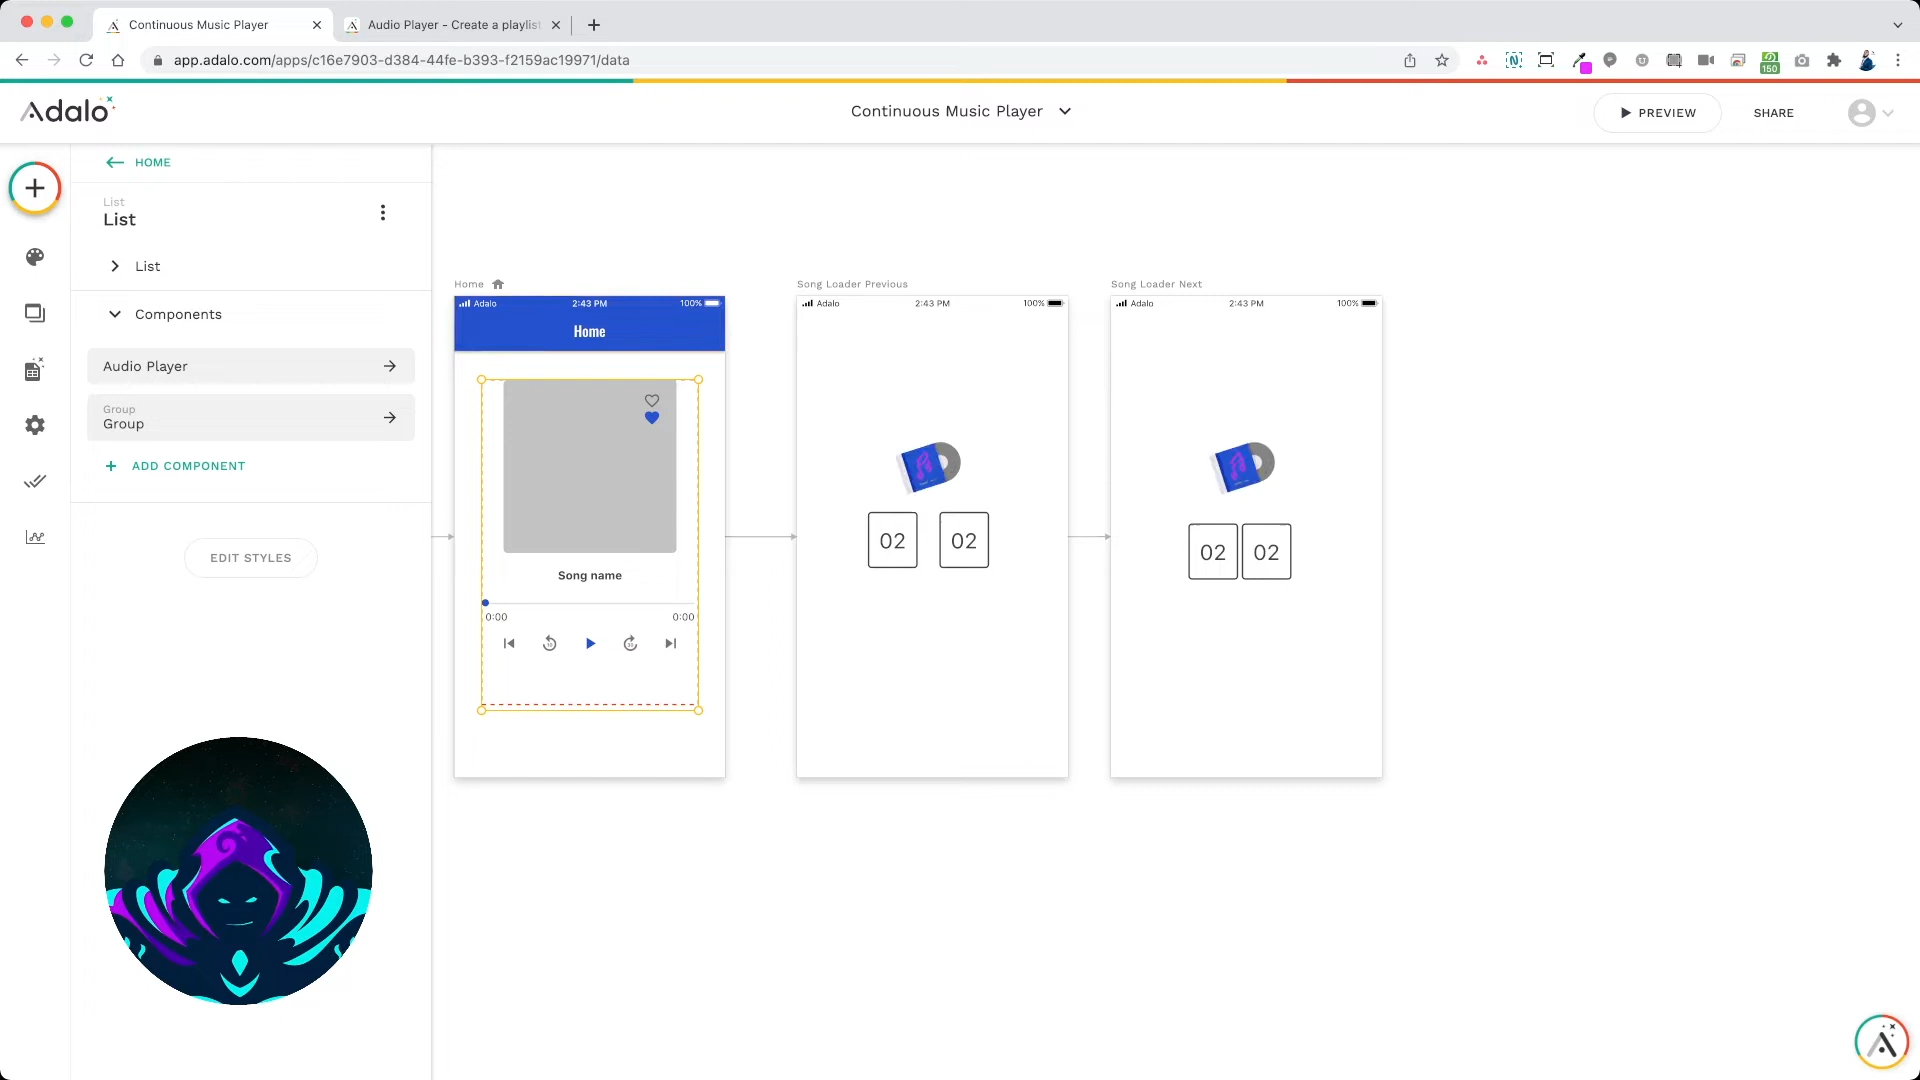 Continuous Music Player
Audio Player - Create a playlist
app.adalo.com/apps/c16e7903-d384-44fe-b393-f2159ac19971/data
150
Adalo
Continuous Music Player
PREVIEW
SHARE
HOME
List
List
List
Components
Audio Player
Group
Group
ADD COMPONENT
EDIT STYLES
Home
Adalo 2:43 PM 100%
Home
Song name
0:00 0:00
Song Loader Previous
Adalo 2:43 PM 100%
02 02
Song Loader Next
Adalo 2:43 PM 100%
02 02